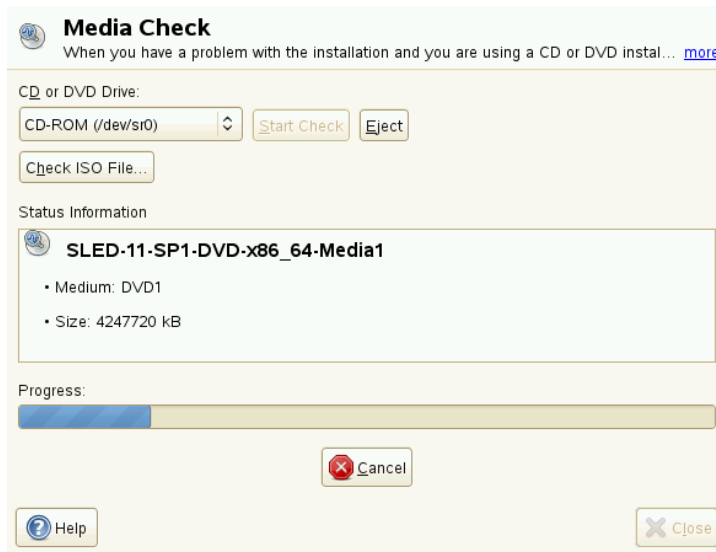 Media Check
When you have a problem with the installation and you are using a CD or DVD instal... more
CD or DVD Drive:
CD-ROM (/dev/sr0) Start Check Eject
Check ISO File...
Status Information
SLED-11-SP1-DVD-x86_64-Media1
• Medium: DVD1
• Size: 4247720 kB
Progress:
Cancel
Help Close